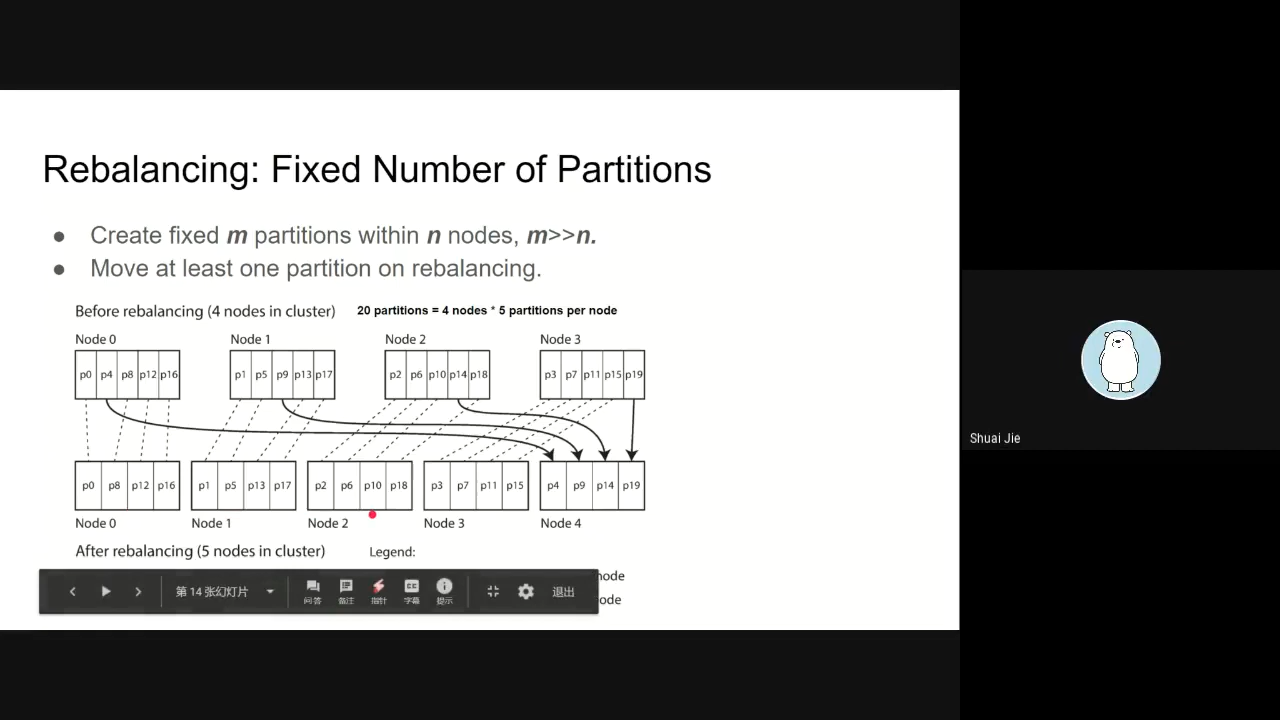 Rebalancing: Fixed Number of Partitions
● Create fixed m partitions within n nodes, m>>n.
● Move at least one partition on rebalancing.
Before rebalancing (4 nodes in cluster) 20 partitions = 4 nodes * 5 partitions per node
Node 0 Node 1 Node 2 Node 3
p0 p4 p8 p12 p16 p1 p5 p9 p13 p17 p2 p6 p10 p14 p18 p3 p7 p11 p15 p19
p0 p8 p12 p16 p1 p5 p13 p17 p2 p6 p10 p18 p3 p7 p11 p15 p4 p9 p14 p19
Node 0 Node 1 Node 2 Node 3 Node 4
After rebalancing (5 nodes in cluster) Legend:
node
ode
第 14 张幻灯片 退出
问答 备注 指针 CC 字幕 提示
Shuai Jie